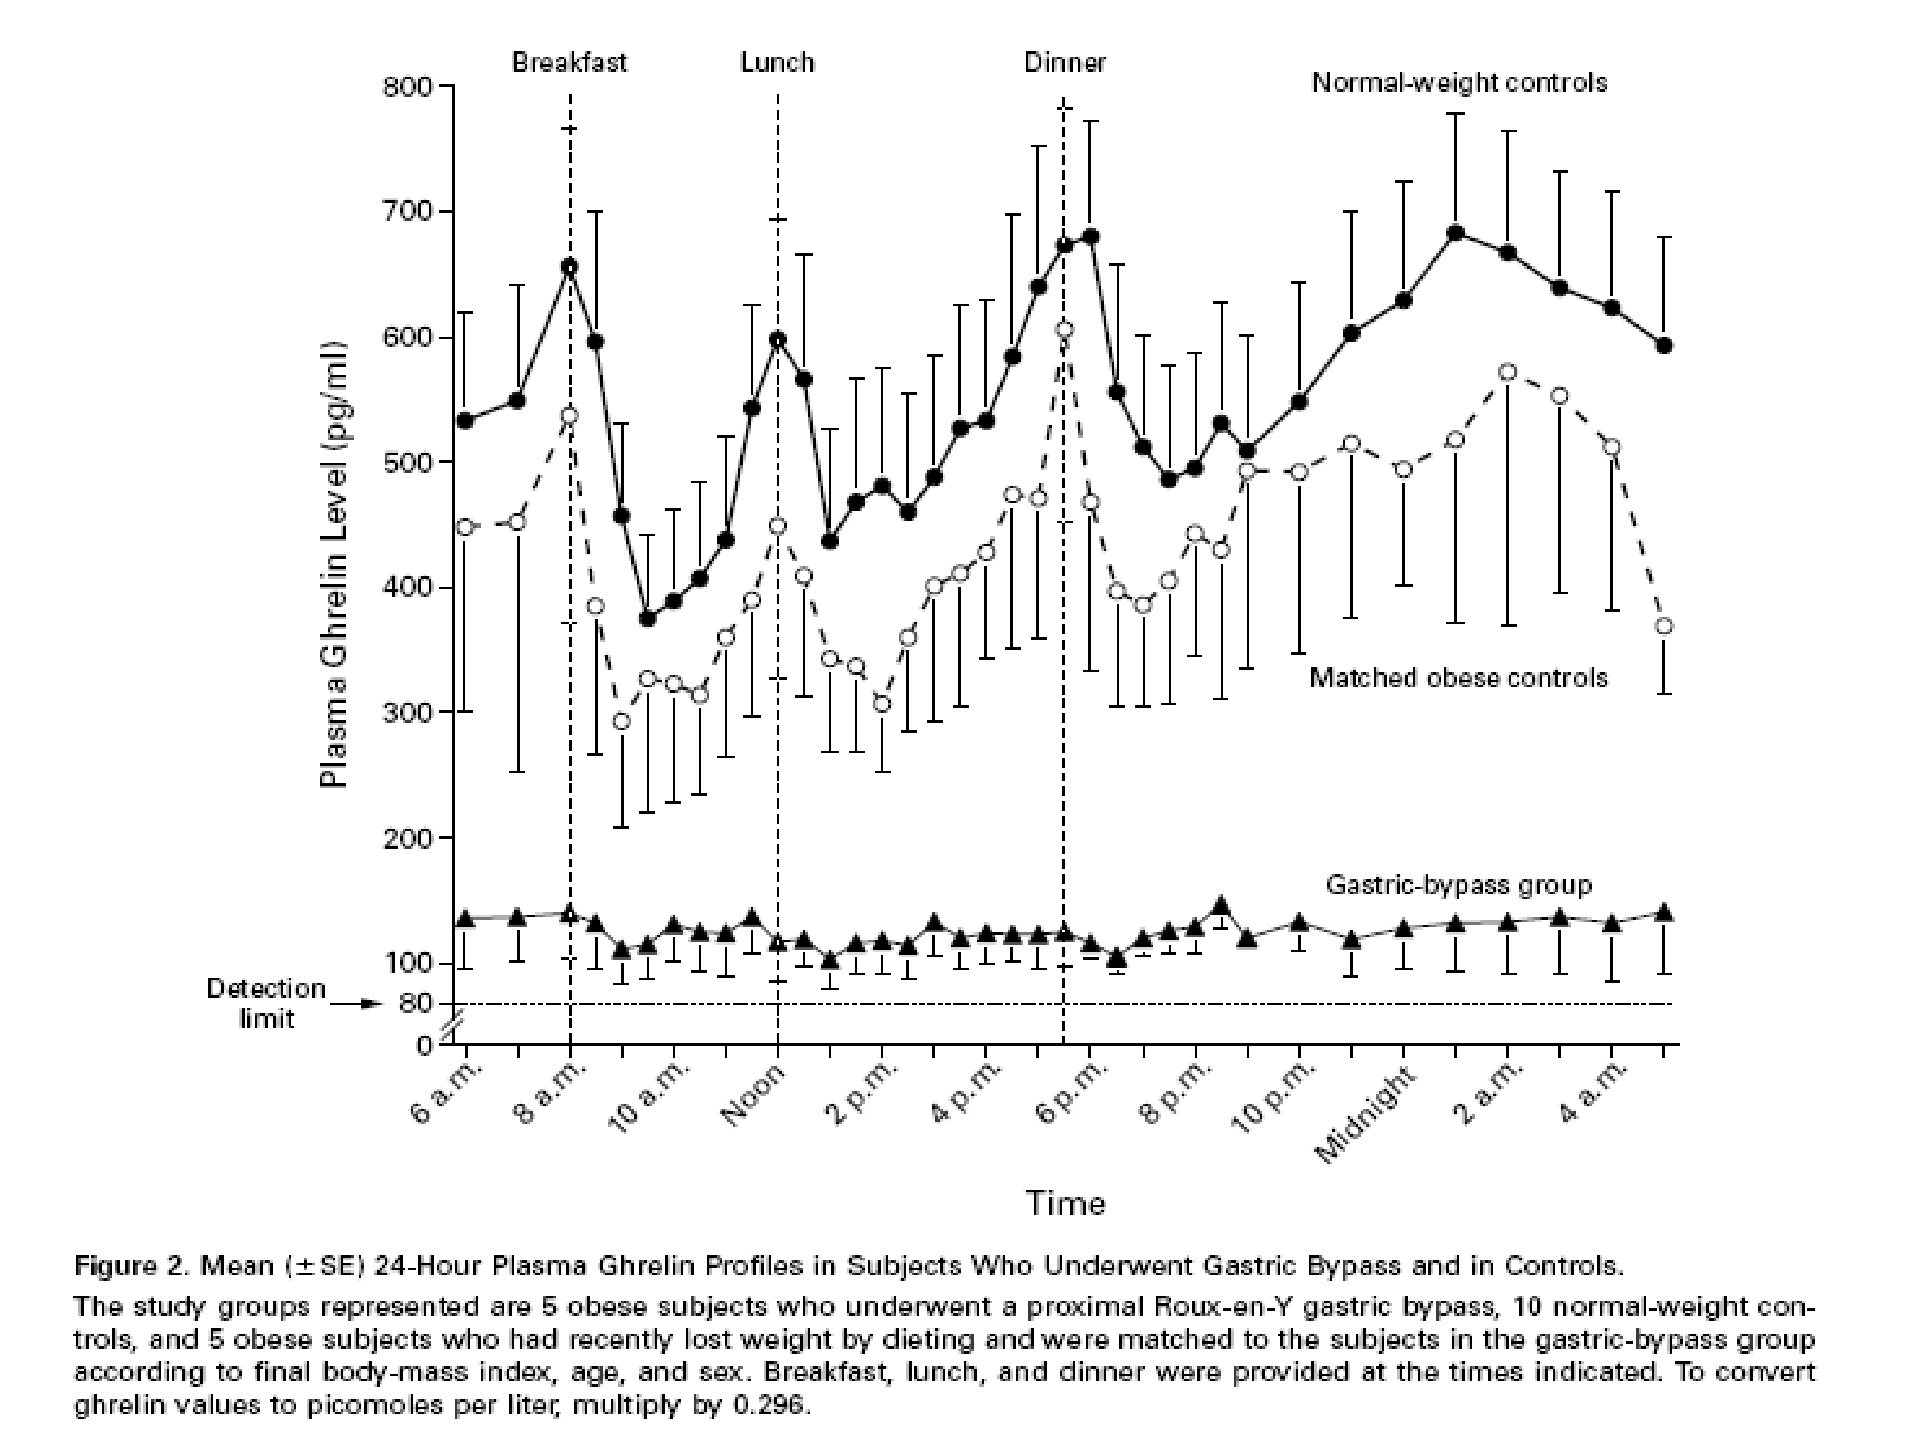 Breakfast
Lunch
Dinner
Normal-weight controls
800
700
600
500
400
300
200
100
80
0
Plasma Ghrelin Level (pg/ml)
Matched obese controls
Gastric-bypass group
Detection
limit
6 a.m.
8 a.m.
10 a.m.
Noon
2 p.m.
4 p.m.
6 p.m.
8 p.m.
10 p.m.
Midnight
2 a.m.
4 a.m.
Time
Figure 2. Mean (±SE) 24-Hour Plasma Ghrelin Profiles in Subjects Who Underwent Gastric Bypass and in Controls.
The study groups represented are 5 obese subjects who underwent a proximal Roux-en-Y gastric bypass, 10 normal-weight con-
trols, and 5 obese subjects who had recently lost weight by dieting and were matched to the subjects in the gastric-bypass group
according to final body-mass index, age, and sex. Breakfast, lunch, and dinner were provided at the times indicated. To convert
ghrelin values to picomoles per liter, multiply by 0.296.